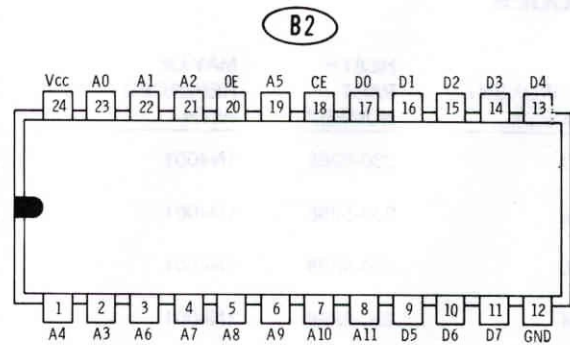 B2
Vcc A0 A1 A2 OE A5 CE D0 D1 D2 D3 D4
24 23 22 21 20 19 18 17 16 15 14 13
1 2 3 4 5 6 7 8 9 10 11 12
A4 A3 A6 A7 A8 A9 A10 A11 D5 D6 D7 GND